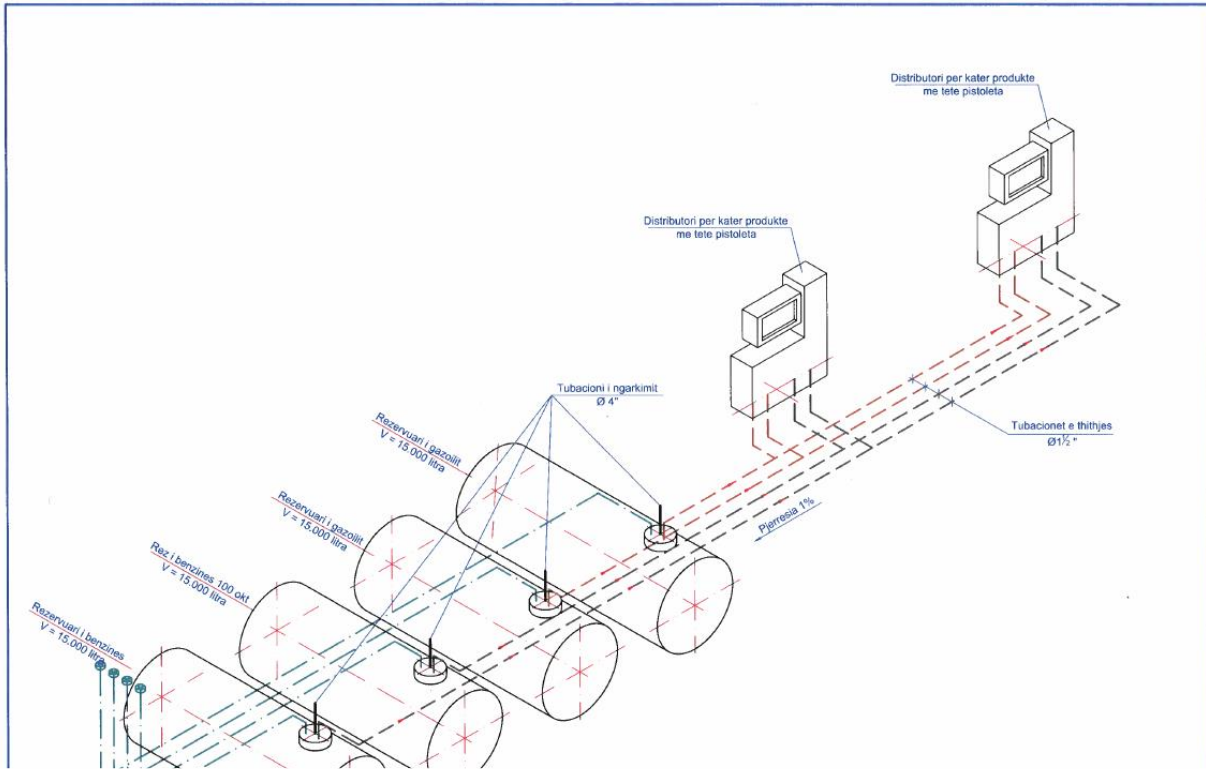 Distributori per kater produkte
me tete pistoleta
Distributori per kater produkte
me tete pistoleta
Tubacioni i ngarkimit
Ø 4"
Rezervuari i gazoilit
V = 15.000 litra
Tubacionet e thithjes
Ø1½ "
Rezervuari i gazoilit
V = 15.000 litra
Pjerresia 1%
Rez i benzines 100 okt
V = 15.000 litra
Rezervuari i benzines
V = 15.000 litra